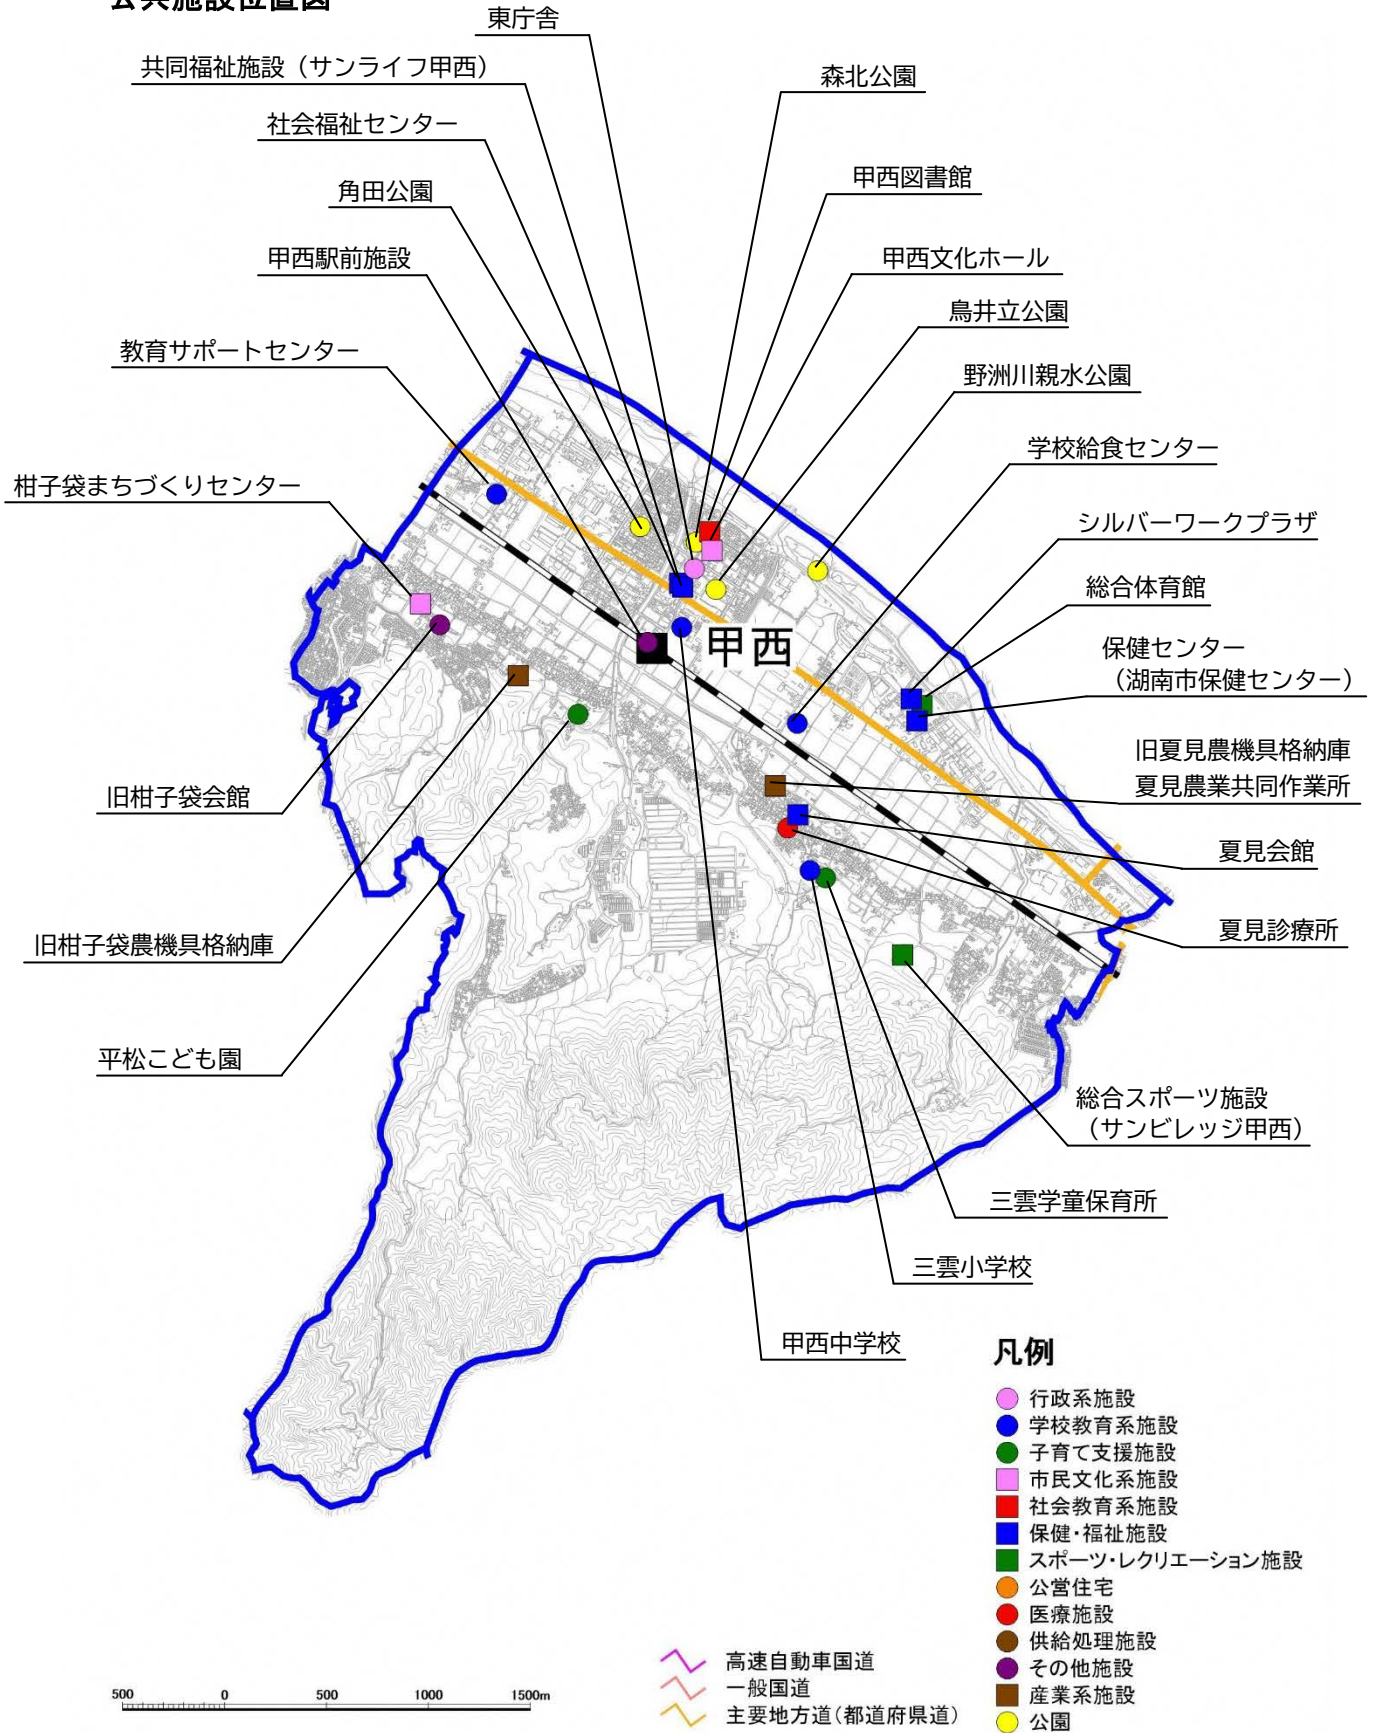 公共施設位置図
東庁舎
共同福祉施設（サンライフ甲西）
森北公園
社会福祉センター
甲西図書館
角田公園
甲西駅前施設
甲西文化ホール
鳥井立公園
教育サポートセンター
野洲川親水公園
学校給食センター
柑子袋まちづくりセンター
シルバーワークプラザ
総合体育館
保健センター
（湖南市保健センター）
甲西
旧夏見農機具格納庫
夏見農業共同作業所
旧柑子袋会館
夏見会館
夏見診療所
旧柑子袋農機具格納庫
平松こども園
総合スポーツ施設
（サンビレッジ甲西）
三雲学童保育所
三雲小学校
甲西中学校
凡例
行政系施設
学校教育系施設
子育て支援施設
市民文化系施設
社会教育系施設
保健・福祉施設
スポーツ・レクリエーション施設
公営住宅
医療施設
供給処理施設
その他施設
産業系施設
公園
高速自動車国道
一般国道
主要地方道（都道府県道）
500 0 500 1000 1500m